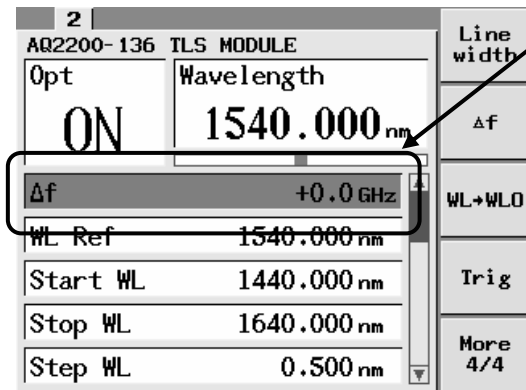 2
AQ2200-136 TLS MODULE
Opt
ON
Wavelength
1540.000nm
Δf +0.0GHz
WL Ref 1540.000nm
Start WL 1440.000nm
Stop WL 1640.000nm
Step WL 0.500nm
Line
width
Δf
WL→WL0
Trig
More
4/4